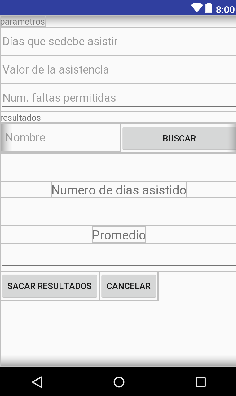 8:00
parametros
Dias que sedebe asistir
Valor de la asistencia
Num. faltas permitidas
resultados
Nombre BUSCAR
Numero de dias asistido
Promedio
SACAR RESULTADOS CANCELAR